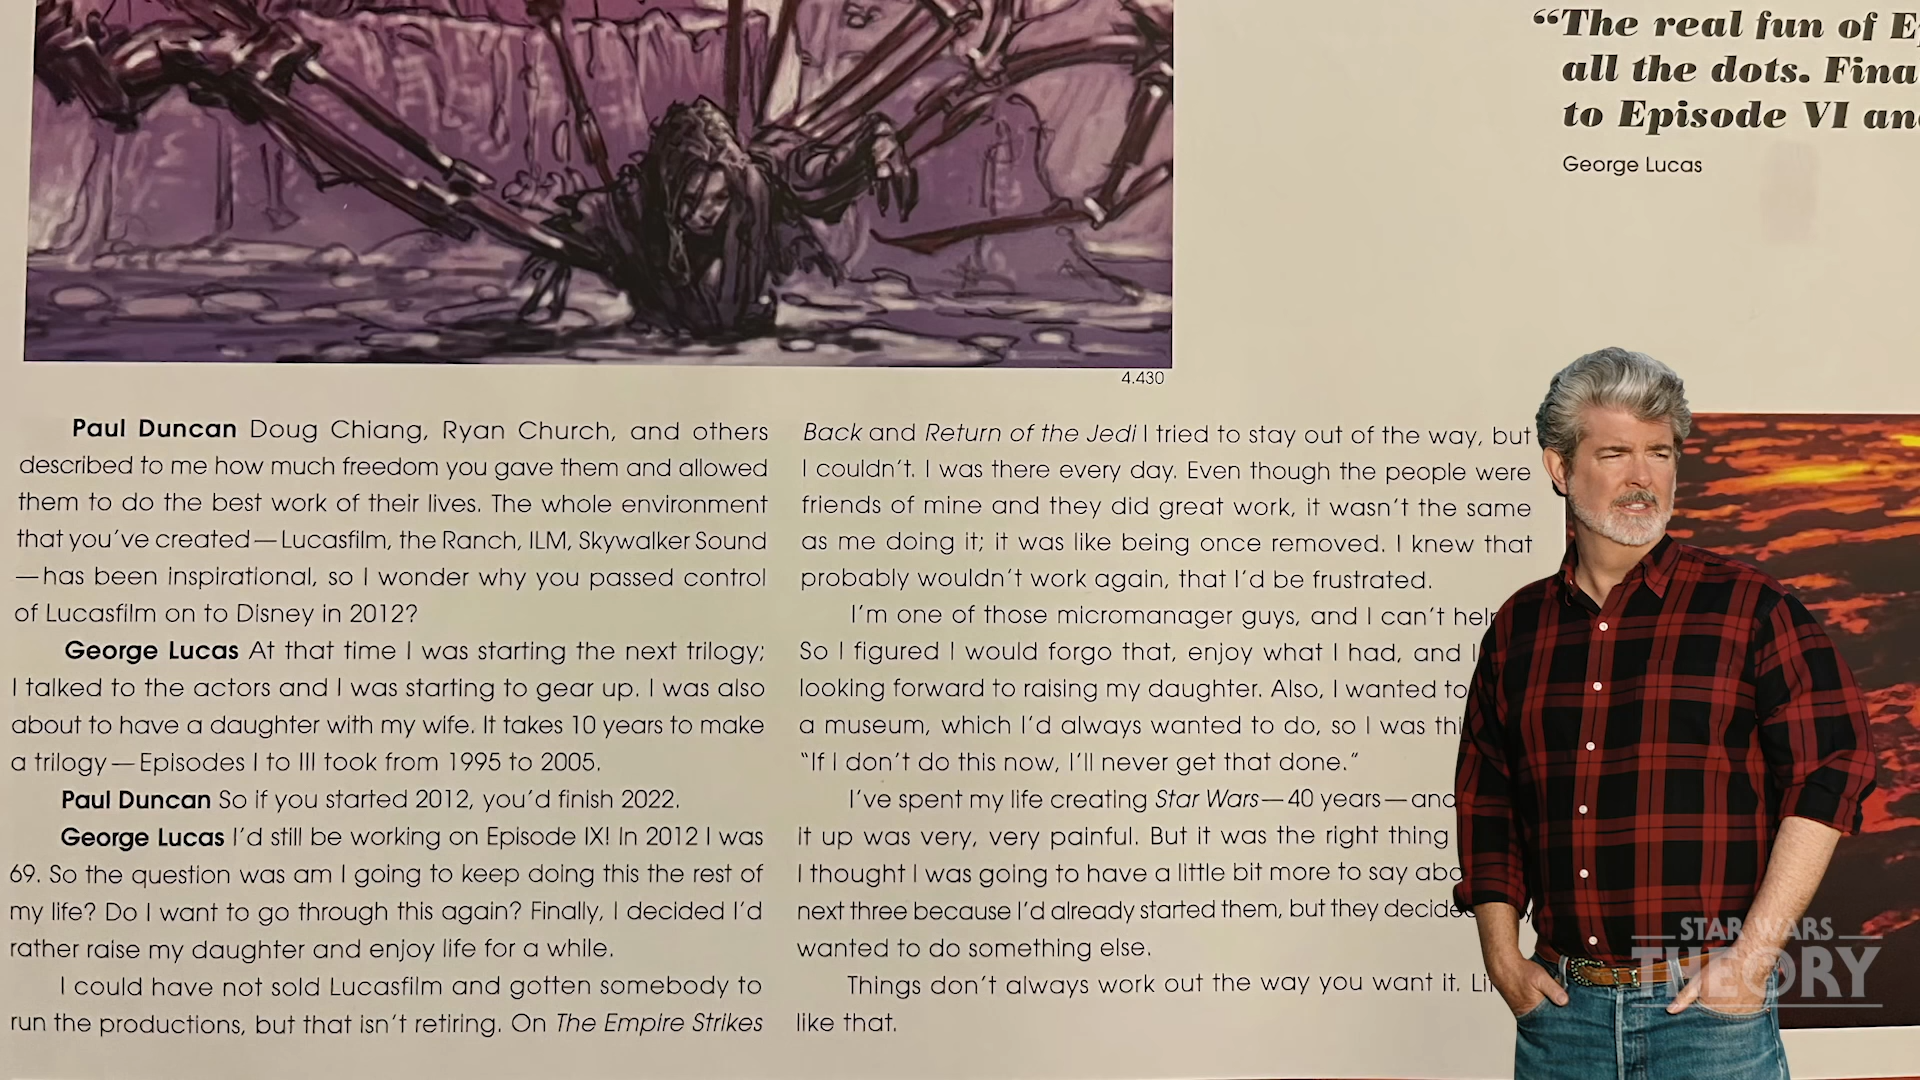 “The real fun of
all the dots.
to Episode VI
George Lucas
4.430
Paul Duncan Doug Chiang, Ryan Church, and others
described to me how much freedom you gave them and allowed
them to do the best work of their lives. The whole environment
that you’ve created—Lucasfilm, the Ranch, ILM, Skywalker Sound
—has been inspirational, so I wonder why you passed control
of Lucasfilm on to Disney in 2012?
George Lucas At that time I was starting the next trilogy;
I talked to the actors and I was starting to gear up. I was also
about to have a daughter with my wife. It takes 10 years to make
a trilogy—Episodes I to III took from 1995 to 2005.
Paul Duncan So if you started 2012, you’d finish 2022.
George Lucas I’d still be working on Episode IX! In 2012 I was
69. So the question was am I going to keep doing this the rest of
my life? Do I want to go through this again? Finally, I decided I’d
rather raise my daughter and enjoy life for a while.
I could have not sold Lucasfilm and gotten somebody to
run the productions, but that isn’t retiring. On The Empire Strikes
Back and Return of the Jedi I tried to stay out of the way, but
I couldn’t. I was there every day. Even though the people were
friends of mine and they did great work, it wasn’t the same
as me doing it; it was like being once removed. I knew that
probably wouldn’t work again, that I’d be frustrated.
I’m one of those micromanager guys, and I can’t
So I figured I would forgo that, enjoy what I had, and I
looking forward to raising my daughter. Also, I wanted to
a museum, which I’d always wanted to do, so I was
“If I don’t do this now, I’ll never get that done.”
I’ve spent my life creating Star Wars—40 years—and
it up was very, very painful. But it was the right thing
I thought I was going to have a little bit more to say
next three because I’d already started them, but they
wanted to do something else.
Things don’t always work out the way you want it.
like that.
STAR WARS
THEORY